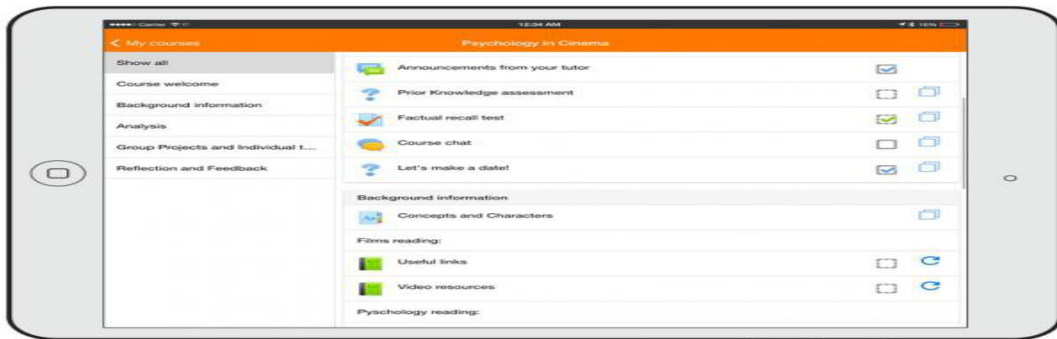 Carrier
12:34 AM
< My courses
Psychology in Cinema
Show all
Course welcome
Background information
Analysis
Group Projects and Individual t....
Reflection and Feedback
Announcements from your tutor
Prior Knowledge assessment
Factual recall test
Course chat
Let's make a date!
Background information
Concepts and Characters
Films reading:
Useful links
Video resources
Pyschology reading: